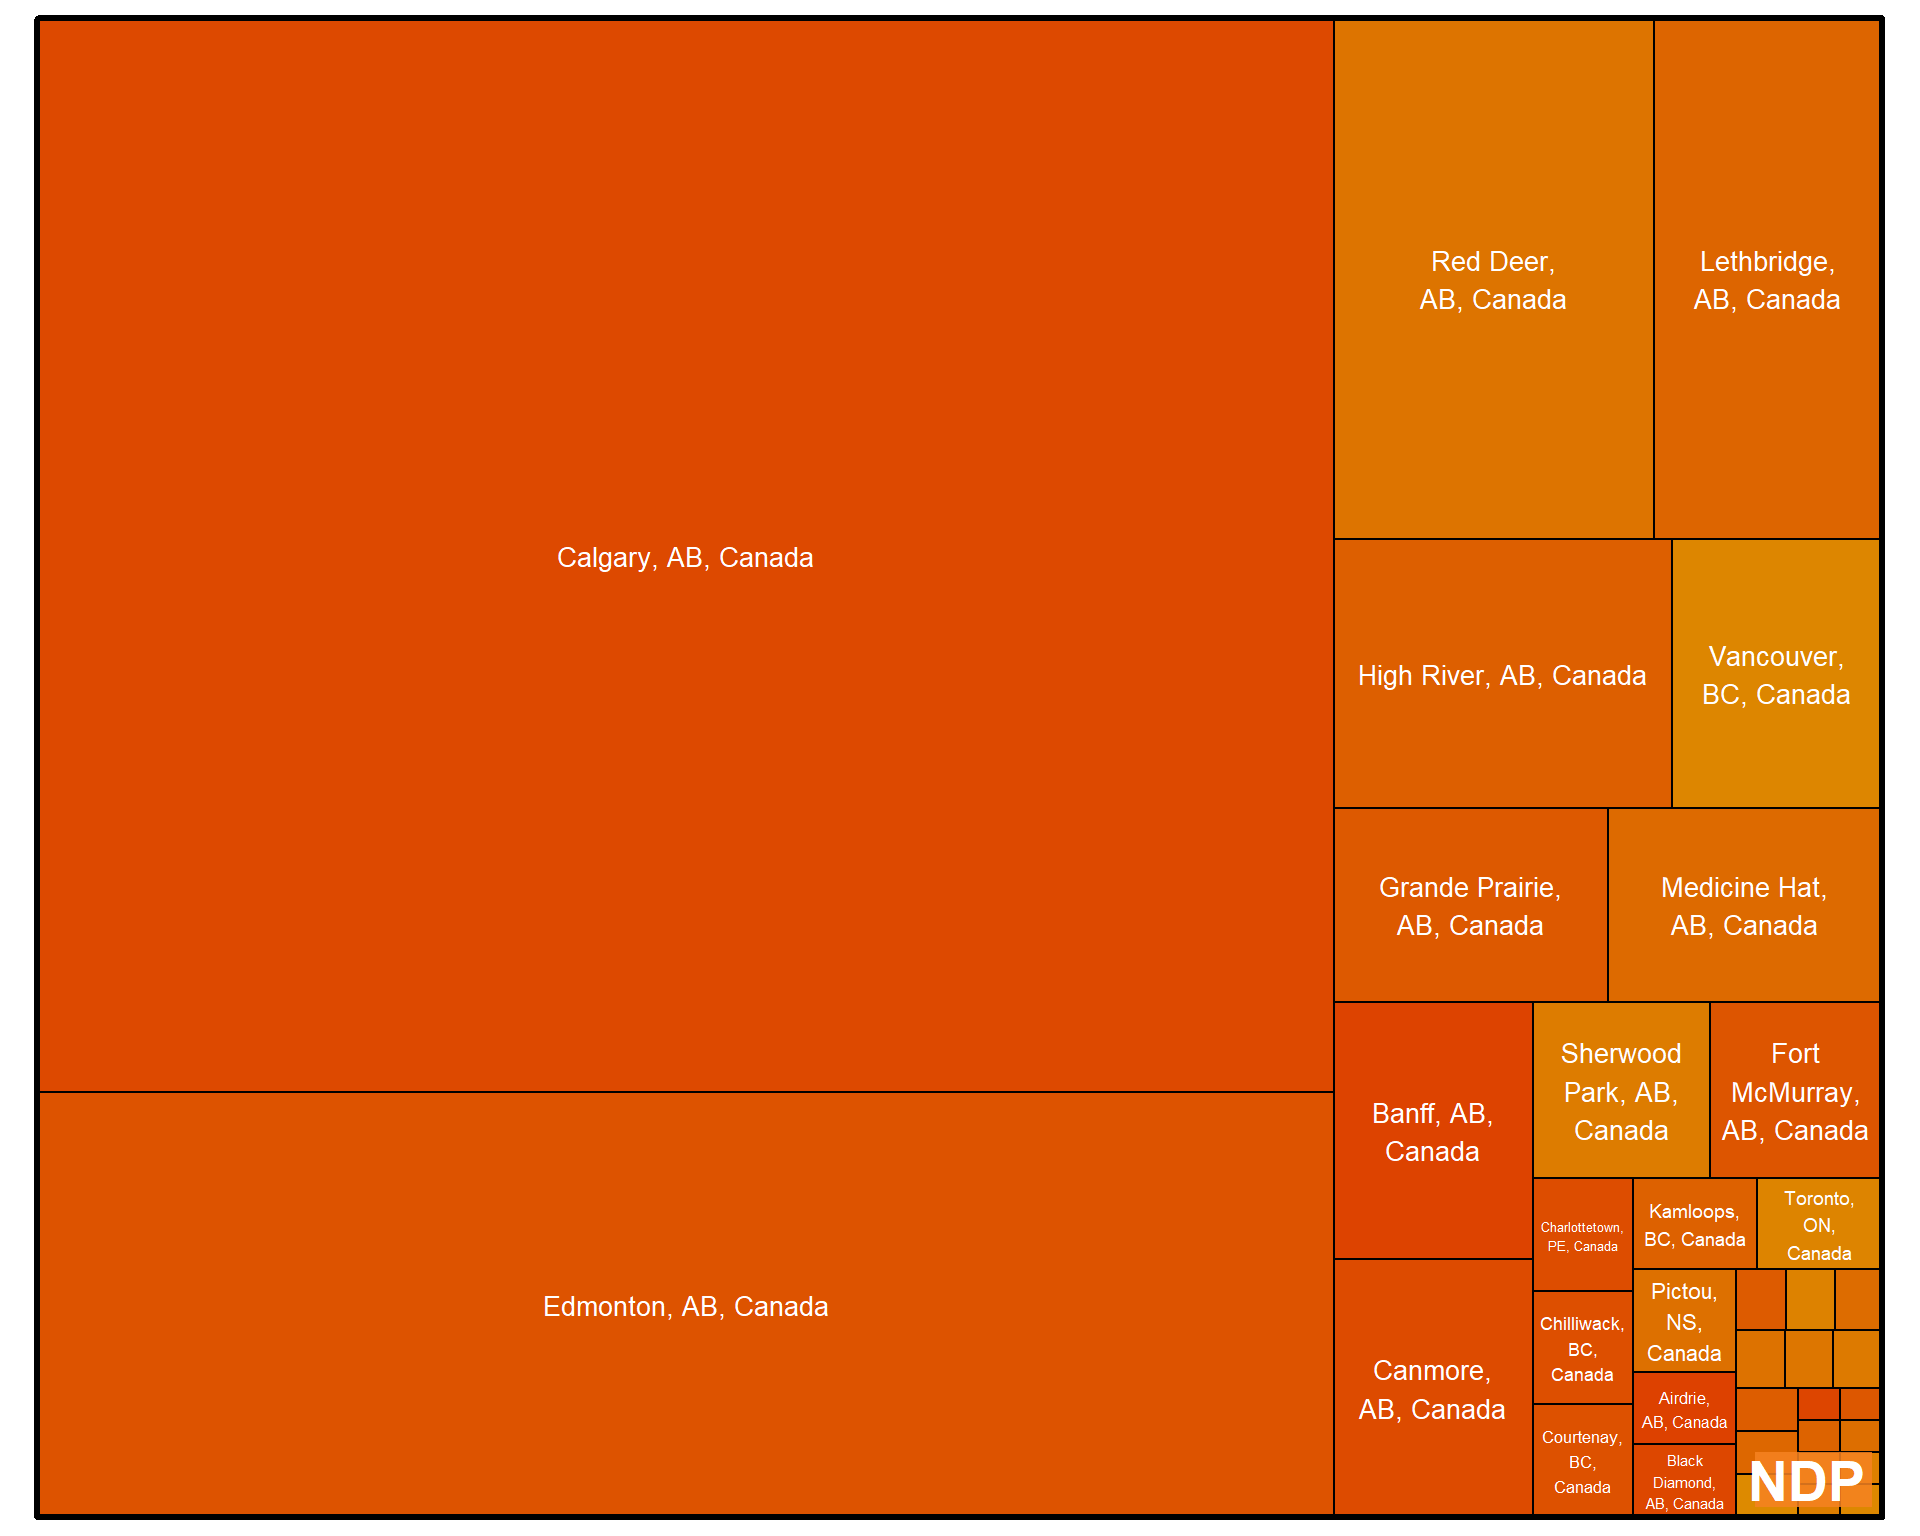 Calgary, AB, Canada
Edmonton, AB, Canada
Red Deer,
AB, Canada
Lethbridge,
AB, Canada
High River, AB, Canada
Vancouver,
BC, Canada
Grande Prairie,
AB, Canada
Medicine Hat,
AB, Canada
Banff, AB,
Canada
Sherwood
Park, AB,
Canada
Fort
McMurray,
AB, Canada
Canmore,
AB, Canada
Charlottetown,
PE, Canada
Kamloops,
BC, Canada
Toronto,
ON,
Canada
Chilliwack,
BC,
Canada
Pictou,
NS,
Canada
Courtenay,
BC,
Canada
Airdrie,
AB, Canada
Black
Diamond,
AB, Canada
NDP